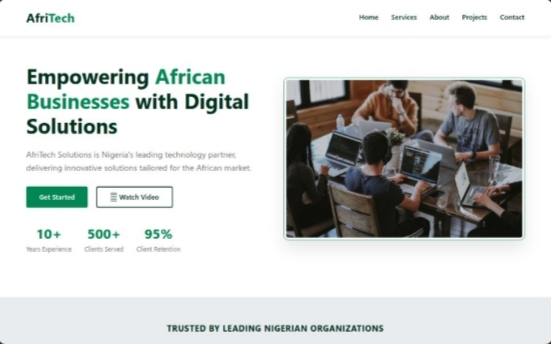 AfriTech
Home Services About Projects Contact
Empowering African
Businesses with Digital
Solutions
AfriTech Solutions is Nigeria's leading technology partner,
delivering innovative solutions tailored for the African market.
Get Started Watch Video
10+ 500+ 95%
Years Experience Clients Served Client Retention
TRUSTED BY LEADING NIGERIAN ORGANIZATIONS